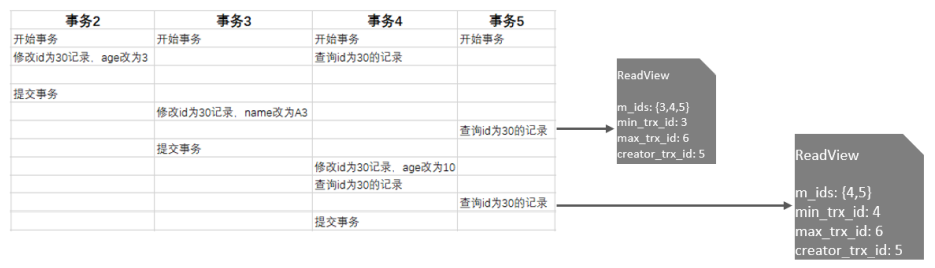 事务2 事务3 事务4 事务5
开始事务 开始事务 开始事务 开始事务
修改id为30记录，age改为3 查询id为30的记录
提交事务
修改id为30记录，name改为A3
查询id为30的记录
提交事务
修改id为30记录，age改为10
查询id为30的记录
查询id为30的记录
提交事务
ReadView
m_ids: {3,4,5}
min_trx_id: 3
max_trx_id: 6
creator_trx_id: 5
ReadView
m_ids: {4,5}
min_trx_id: 4
max_trx_id: 6
creator_trx_id: 5